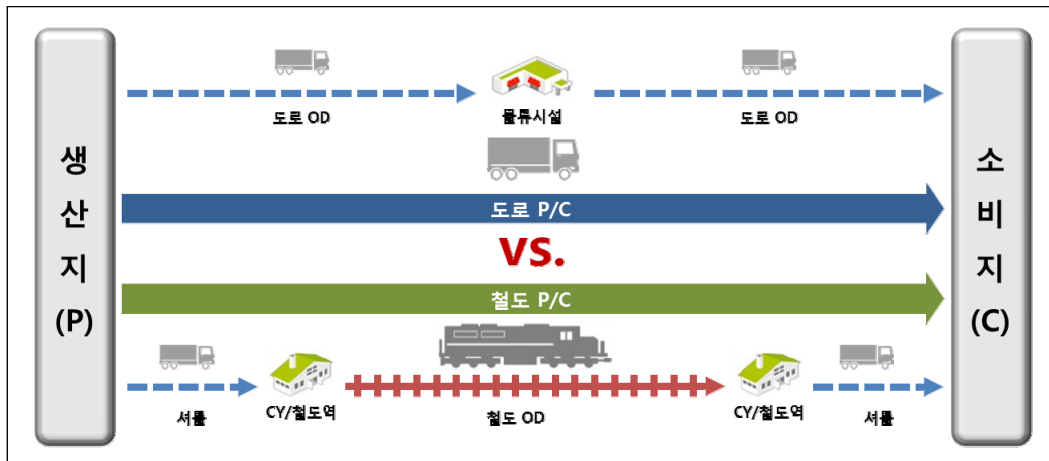 생
산
지
(P)
도로 OD
물류시설
도로 OD
도로 P/C
VS.
철도 P/C
셔틀
CY/철도역
철도 OD
CY/철도역
셔틀
소
비
지
(C)